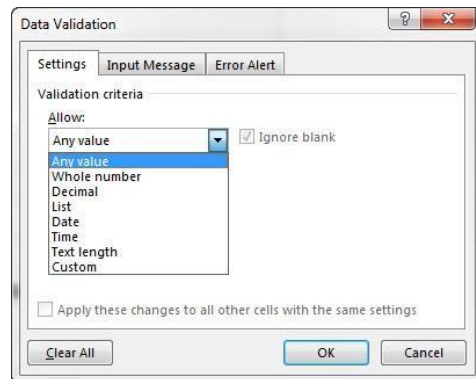 Data Validation
Settings Input Message Error Alert
Validation criteria
Allow:
Any value Ignore blank
Any value
Whole number
Decimal
List
Date
Time
Text length
Custom
Apply these changes to all other cells with the same settings
Clear All OK Cancel